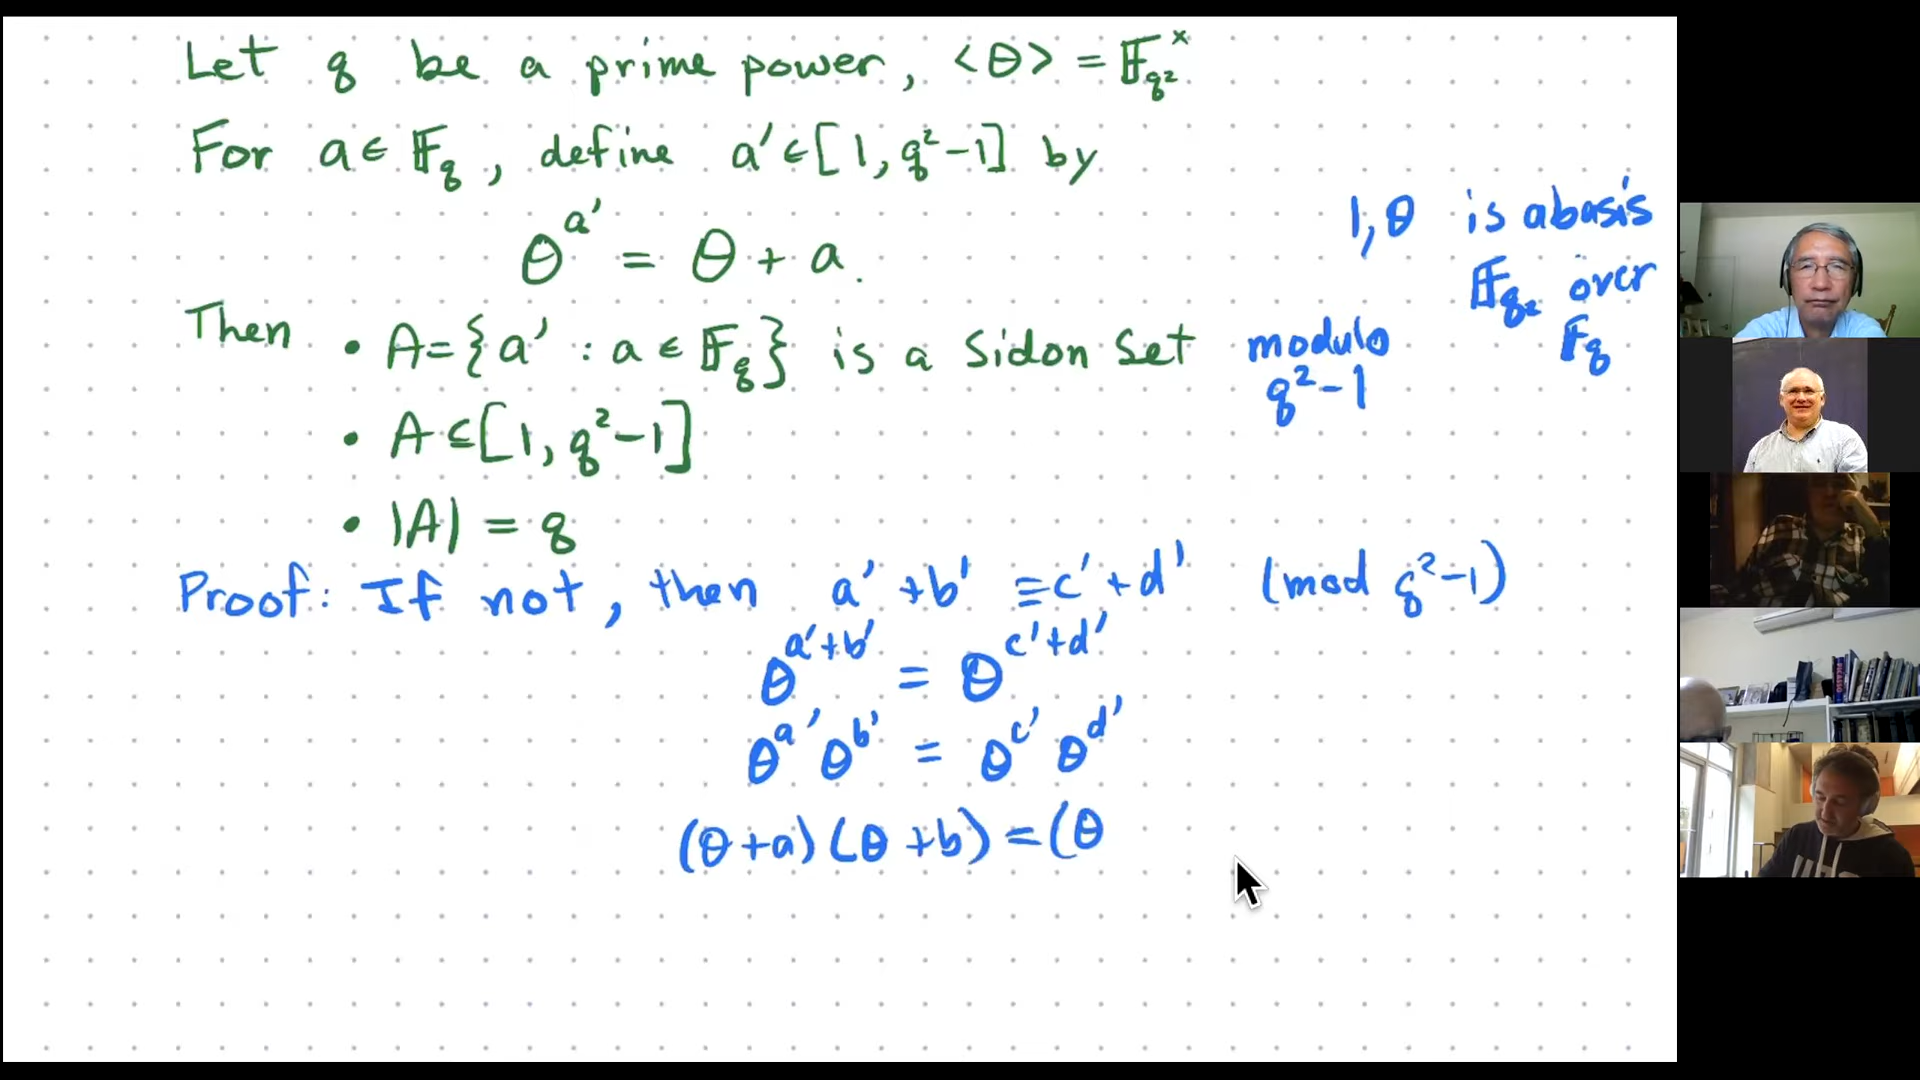 Let q be a prime power, <θ> = 𝔽_{q²}^×
For a ∈ 𝔽_q, define a' ∈ [1, q²-1] by
θ^{a'} = θ + a.
1, θ is a basis
𝔽_{q²} over
𝔽_q
Then • A = {a' : a ∈ 𝔽_q} is a Sidon Set modulo
q²-1
• A ⊆ [1, q²-1]
• |A| = q
Proof: If not, then a' + b' ≡ c' + d' (mod q²-1)
θ^{a'+b'} = θ^{c'+d'}
θ^{a'} θ^{b'} = θ^{c'} θ^{d'}
(θ+a)(θ+b) = (θ